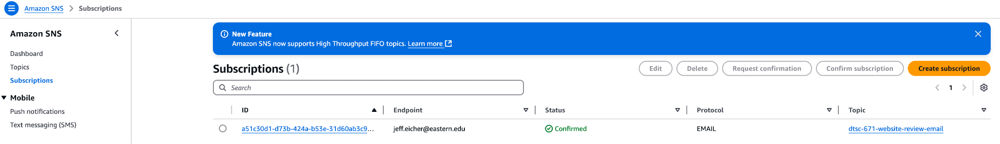 Amazon SNS > Subscriptions
Amazon SNS
Dashboard
Topics
Subscriptions
Mobile
Push notifications
Text messaging (SMS)
New Feature
Amazon SNS now supports High Throughput FIFO topics. Learn more
Subscriptions (1)
Edit
Delete
Request confirmation
Confirm subscription
Create subscription
Search
1
ID Endpoint Status Protocol Topic
a51c30d1-d73b-424a-b53e-31d60ab3c9... jeff.eicher@eastern.edu Confirmed EMAIL dtsc-671-website-review-email